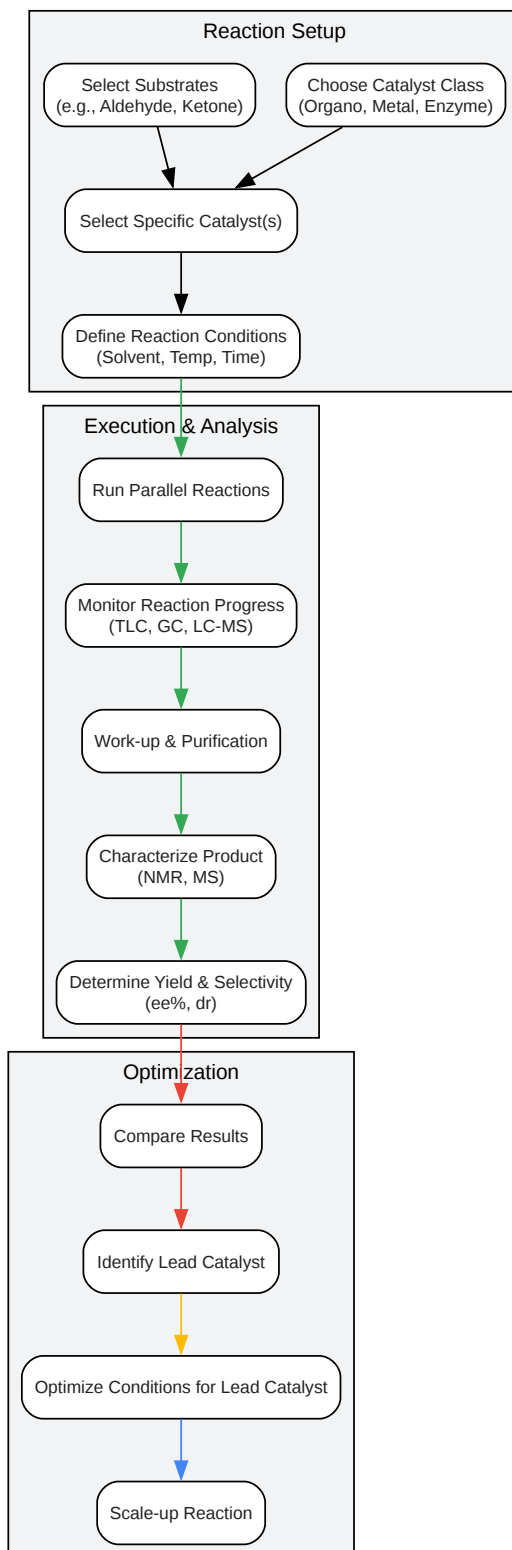 Reaction Setup
Select Substrates
(e.g., Aldehyde, Ketone)
Choose Catalyst Class
(Organo, Metal, Enzyme)
Select Specific Catalyst(s)
Define Reaction Conditions
(Solvent, Temp, Time)
Execution & Analysis
Run Parallel Reactions
Monitor Reaction Progress
(TLC, GC, LC-MS)
Work-up & Purification
Characterize Product
(NMR, MS)
Determine Yield & Selectivity
(ee%, dr)
Optimization
Compare Results
Identify Lead Catalyst
Optimize Conditions for Lead Catalyst
Scale-up Reaction